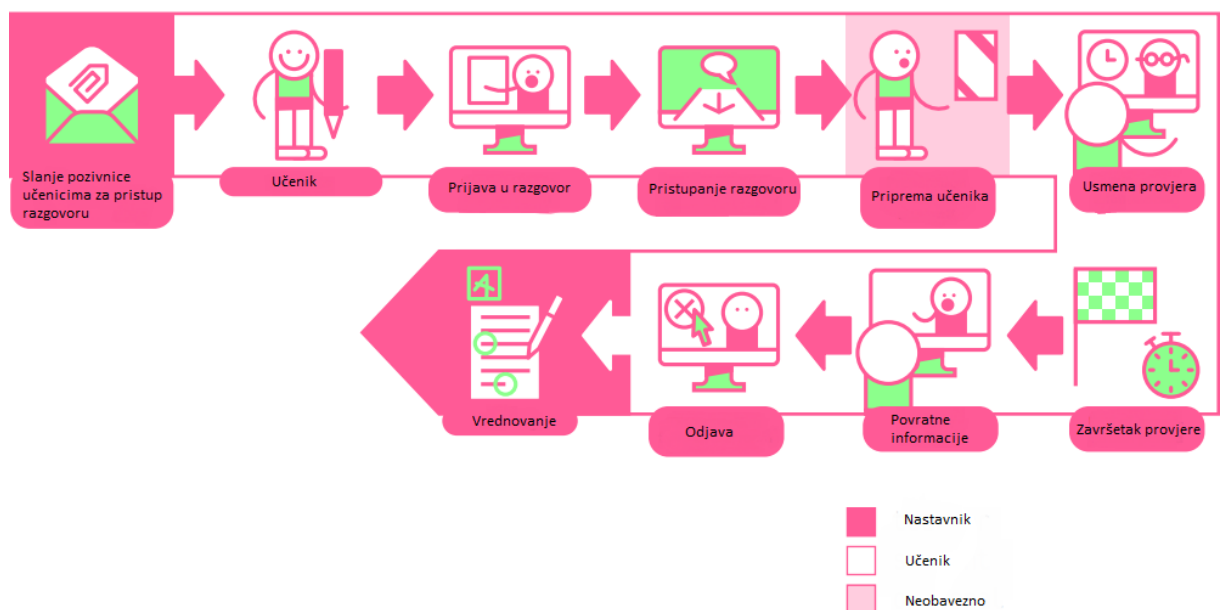 Slanje pozivnice
učenicima za pristup
razgovoru
Učenik
Prijava u razgovor
Pristupanje razgovoru
Priprema učenika
Usmena provjera
Vrednovanje
Odjava
Povratne
informacije
Završetak provjere
Nastavnik
Učenik
Neobavezno